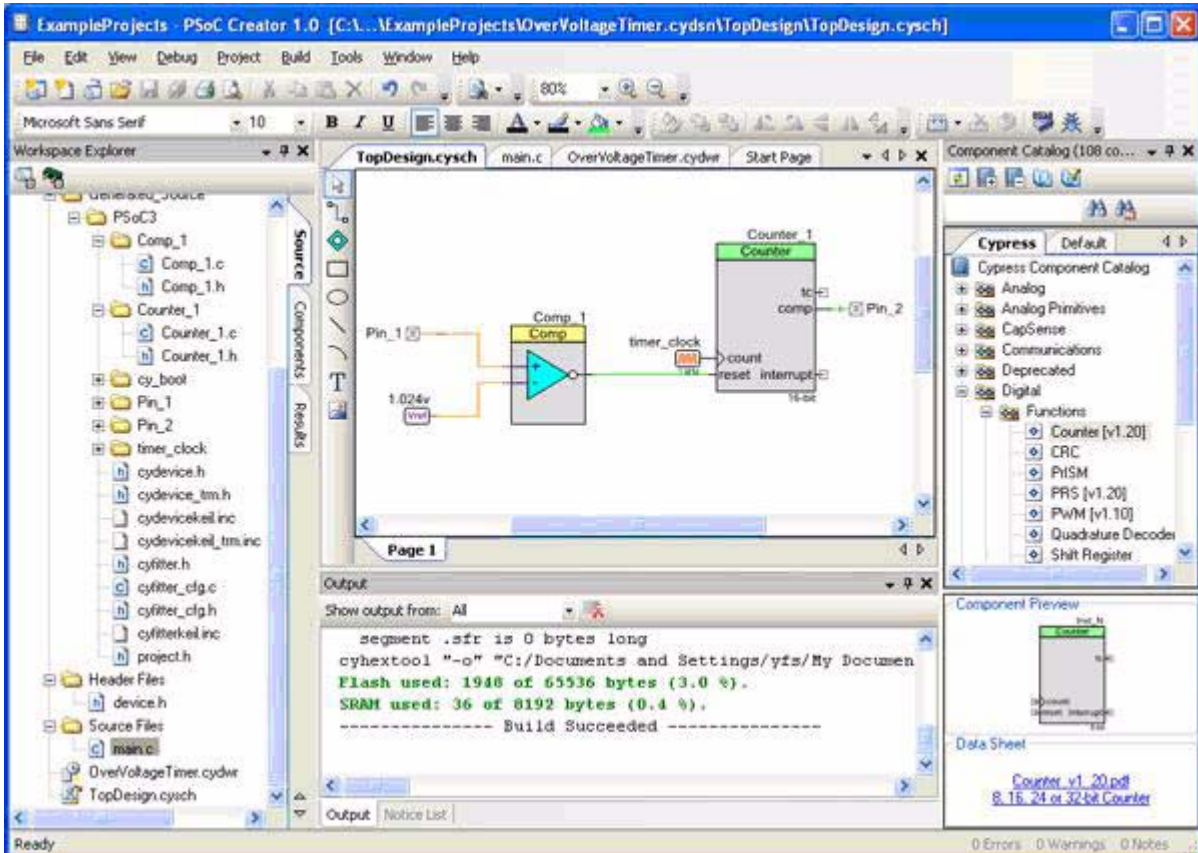 ExampleProjects - PSoC Creator 1.0 [C:\...\ExampleProjects\OverVoltageTimer.cydsn\TopDesign\TopDesign.cysch]
File Edit View Debug Project Build Tools Window Help
80%
Microsoft Sans Serif 10 B I U A
Workspace Explorer
Generated_Source
PSoC3
Comp_1
Comp_1.c
Comp_1.h
Counter_1
Counter_1.c
Counter_1.h
cy_boot
Pin_1
Pin_2
timer_clock
cydevice.h
cydevice_trm.h
cydevicekeil.inc
cydevicekeil_trm.inc
cyfitter.h
cyfitter_cfg.c
cyfitter_cfg.h
cyfitterkeil.inc
project.h
Header Files
device.h
Source Files
main.c
OverVoltageTimer.cydwr
TopDesign.cysch
Source
Components
Results
TopDesign.cysch main.c OverVoltageTimer.cydwr Start Page
T
Counter_1
Counter
tc
comp
Pin_2
Comp_1
Comp
Pin_1
+
-
timer_clock
count
reset interrupt
16-bit
1.024v
Vref
Page 1
Output
Show output from: All
segment .sfr is 0 bytes long
cyhextool "-o" "C:/Documents and Settings/yfs/My Documen
Flash used: 1948 of 65536 bytes (3.0 %).
SRAM used: 36 of 8192 bytes (0.4 %).
--------------- Build Succeeded ---------------
Output Notice List
Component Catalog (108 co...
Cypress Default
Cypress Component Catalog
Analog
Analog Primitives
CapSense
Communications
Deprecated
Digital
Functions
Counter [v1.20]
CRC
PrISM
PRS [v1.20]
PWM [v1.10]
Quadrature Decoder
Shift Register
Component Preview
Inst_N
Counter
Data Sheet
Counter_v1_20.pdf
8, 16, 24 or 32-bit Counter
Ready 0 Errors 0 Warnings 0 Notes